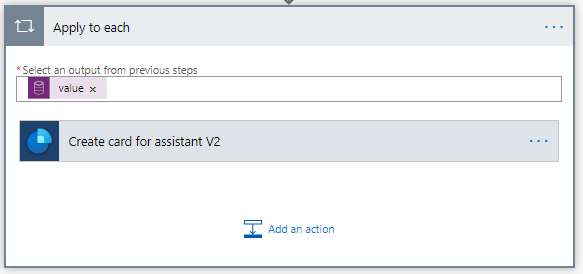 Apply to each
*Select an output from previous steps
value x
Create card for assistant V2
Add an action